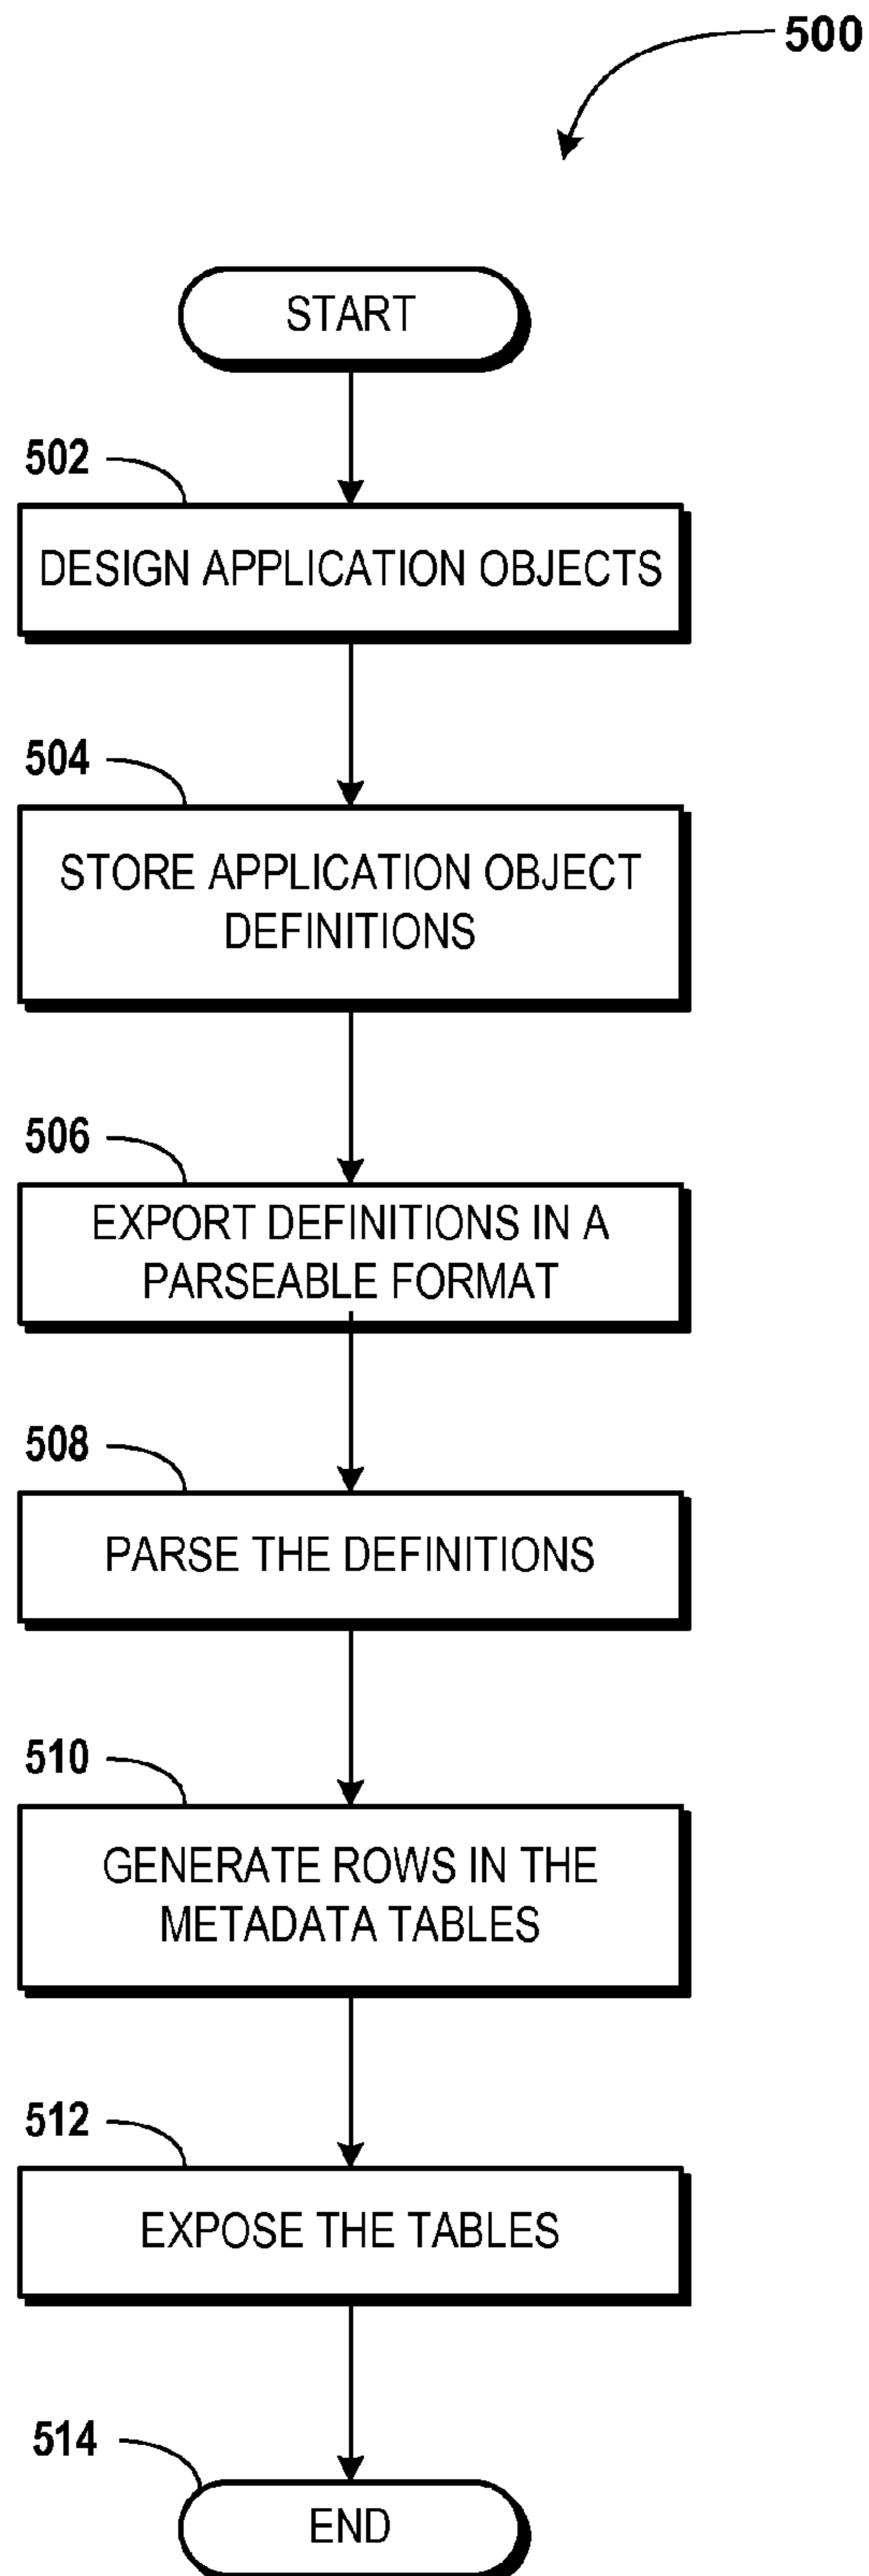 500
START
502
DESIGN APPLICATION OBJECTS
504
STORE APPLICATION OBJECT
DEFINITIONS
506
EXPORT DEFINITIONS IN A
PARSEABLE FORMAT
508
PARSE THE DEFINITIONS
510
GENERATE ROWS IN THE
METADATA TABLES
512
EXPOSE THE TABLES
514
END